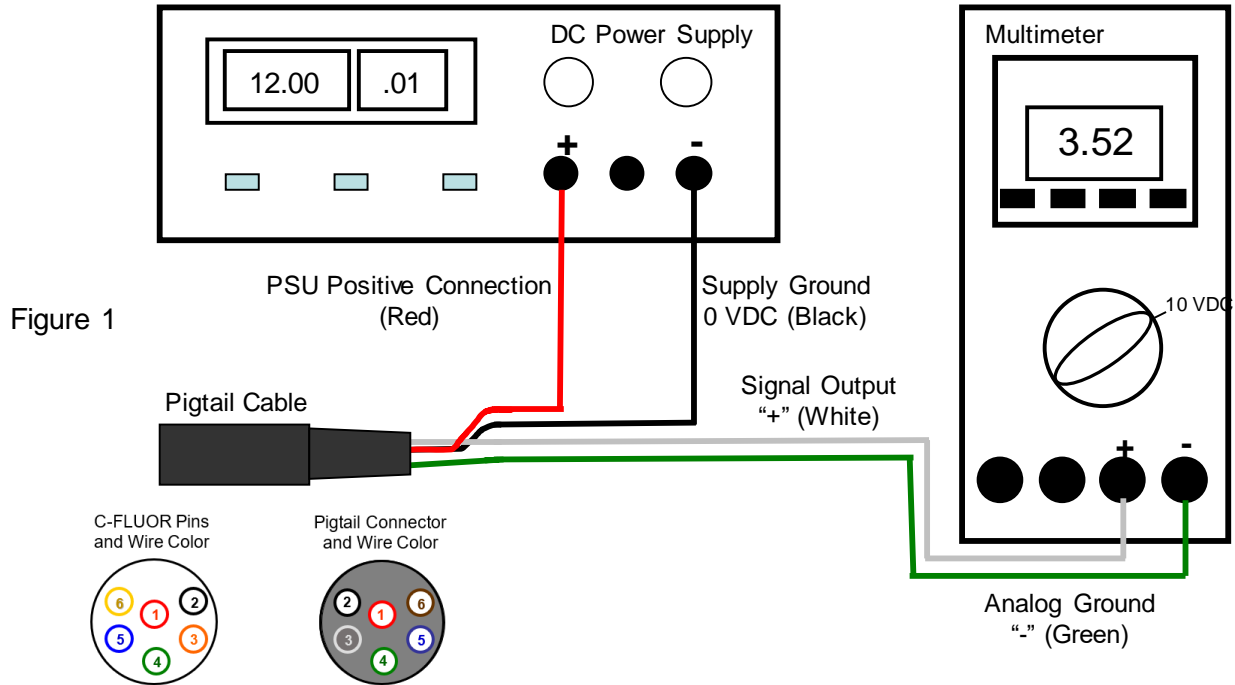 DC Power Supply
12.00
.01
+
-
Multimeter
3.52
10 VDC
+
-
PSU Positive Connection
(Red)
Supply Ground
0 VDC (Black)
Figure 1
Signal Output
“+” (White)
Pigtail Cable
C-FLUOR Pins
and Wire Color
6
1
2
5
3
4
Pigtail Connector
and Wire Color
2
1
6
3
5
4
Analog Ground
“-” (Green)